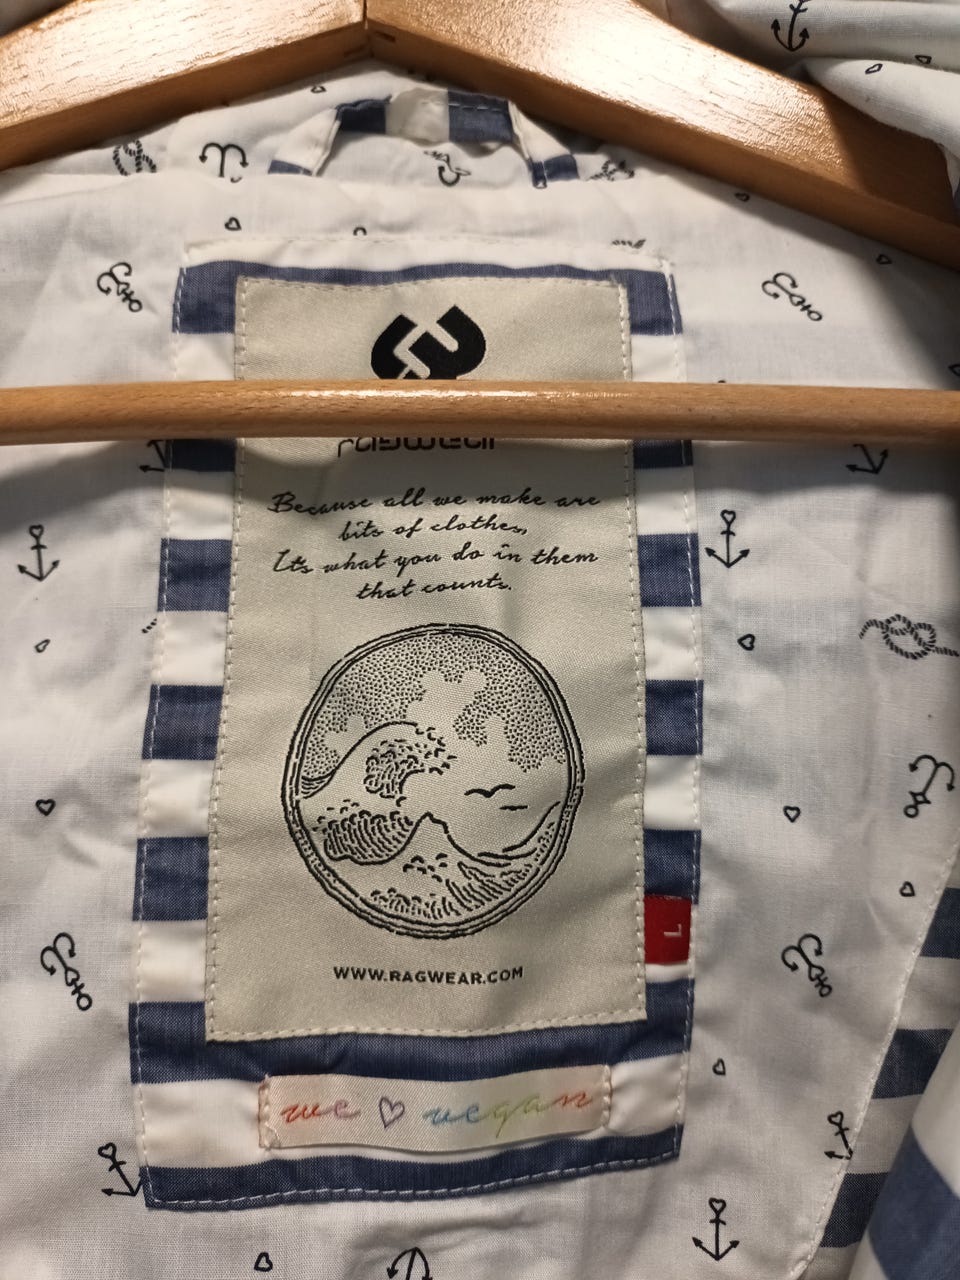 ragwear
Because all we make are
bits of clothes,
Its what you do in them
that counts.
WWW.RAGWEAR.COM
L
we ♡ vegan